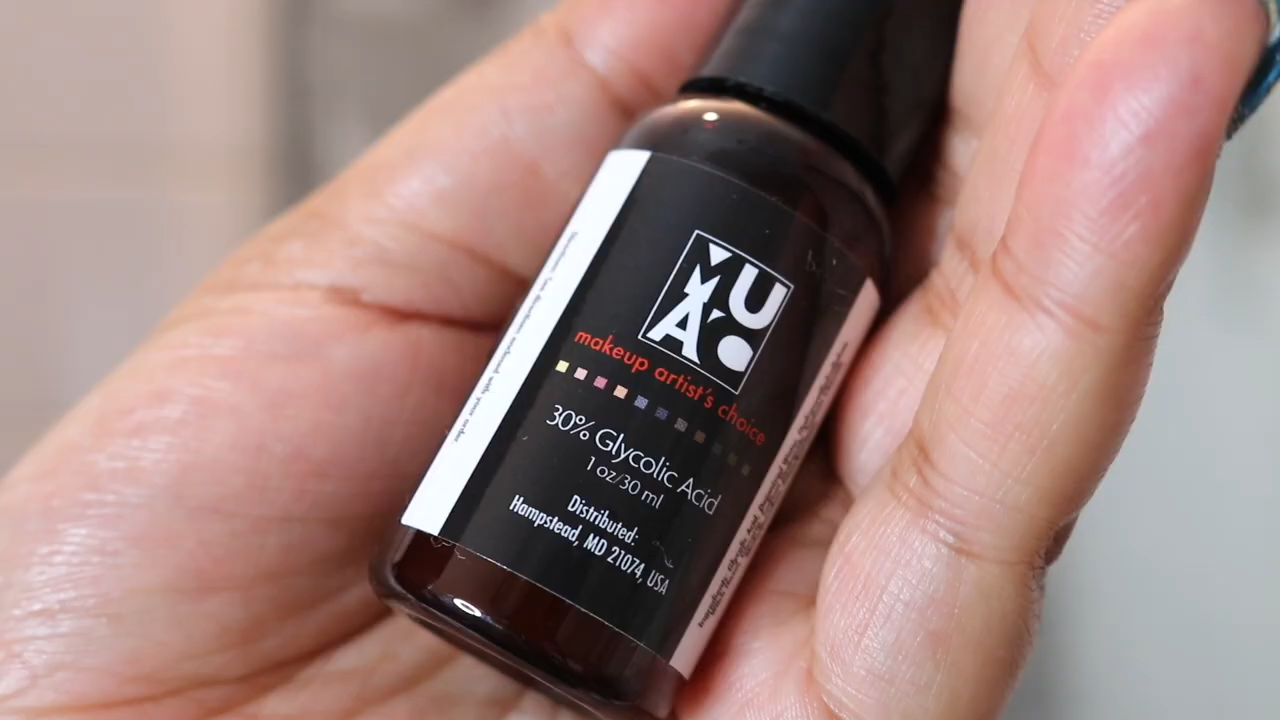 MUAC
makeup artist's choice
30% Glycolic Acid
1 oz/30 ml
Distributed:
Hampstead, MD 21074, USA